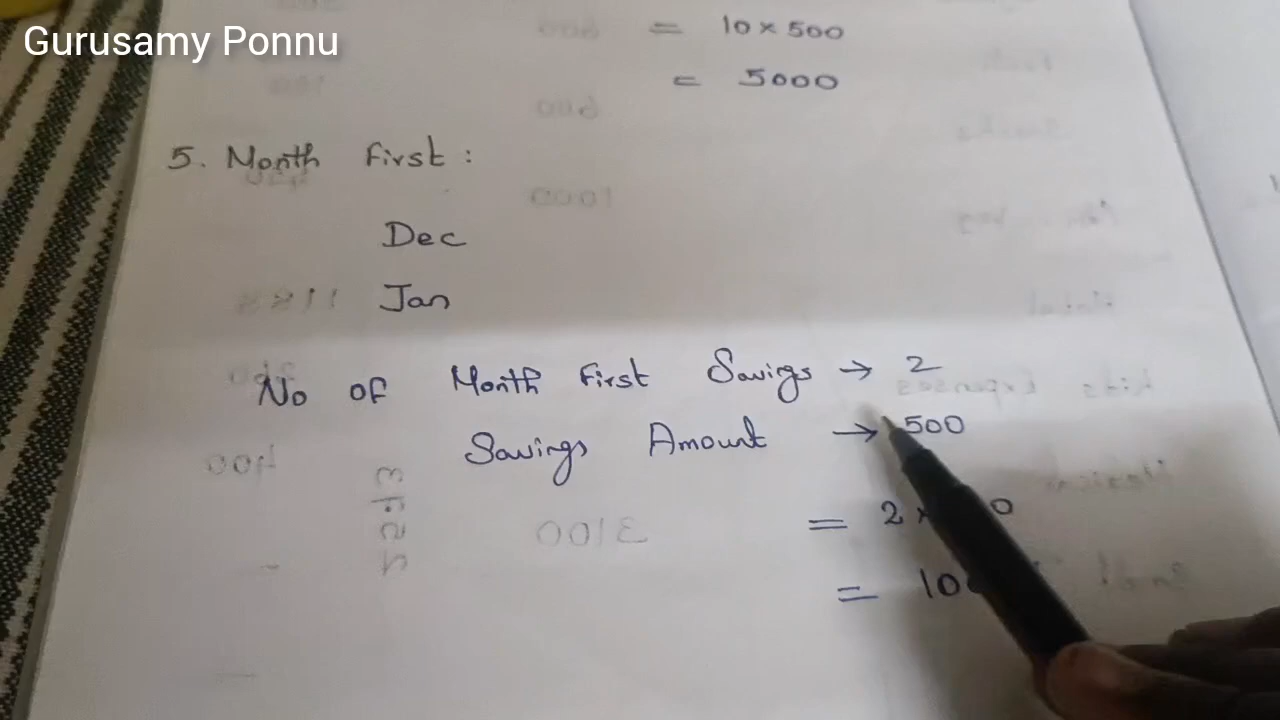 Gurusamy Ponnu
= 10 × 500
= 5000
5. Month First :
Dec
Jan
No of Month First Savings → 2
Savings Amount → 500
= 2 ×
=